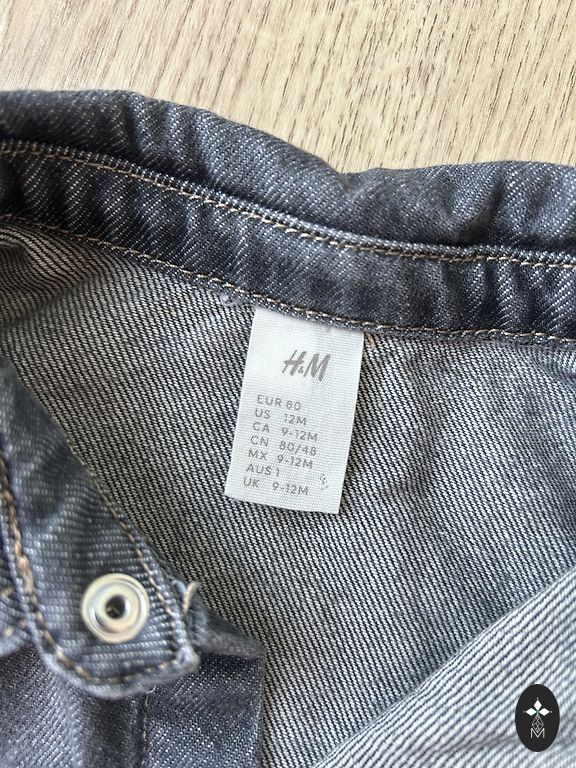 H&M
EUR 80
US 12M
CA 9-12M
CN 80/48
MX 9-12M
AUS 1
UK 9-12M
M